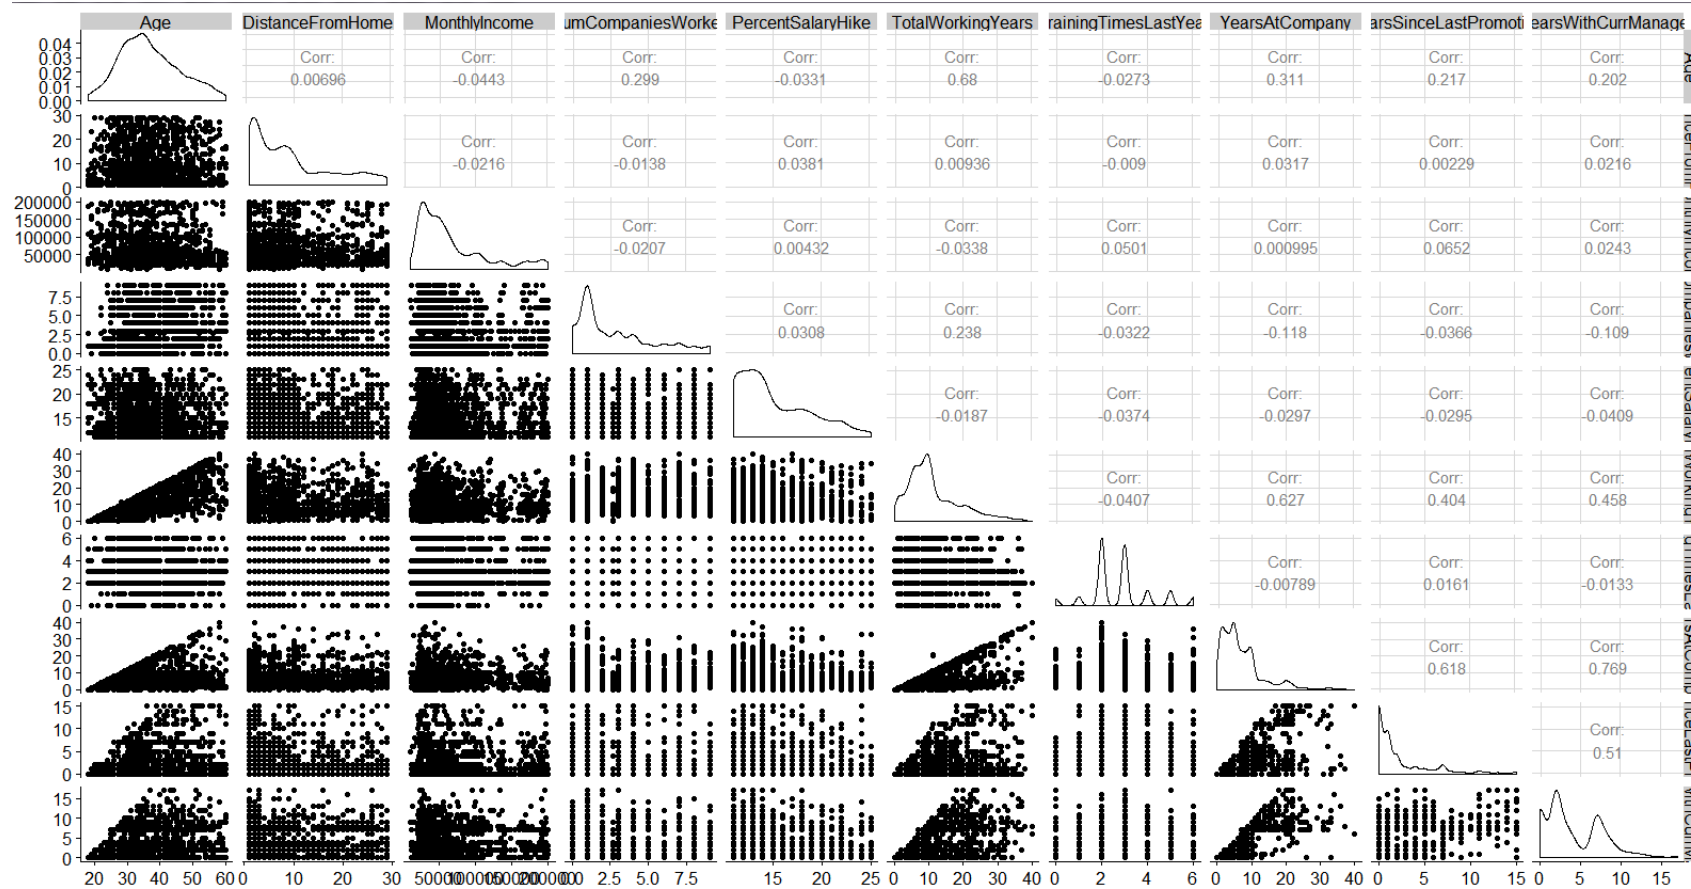 Age DistanceFromHome MonthlyIncome umCompaniesWorke PercentSalaryHike TotalWorkingYears rainingTimesLastYea YearsAtCompany arsSinceLastPromoti earsWithCurrManage
0.04
0.03
0.02
0.01
0.00
Corr: Corr: Corr: Corr: Corr: Corr: Corr: Corr: Corr:
0.00696 -0.0443 0.299 -0.0331 0.68 -0.0273 0.311 0.217 0.202
Age
30
20
10
0
Corr: Corr: Corr: Corr: Corr: Corr: Corr: Corr:
-0.0216 -0.0138 0.0381 0.00936 -0.009 0.0317 0.00229 0.0216
200000
150000
100000
50000
Corr: Corr: Corr: Corr: Corr: Corr: Corr:
-0.0207 0.00432 -0.0338 0.0501 0.000995 0.0652 0.0243
7.5
5.0
2.5
0.0
Corr: Corr: Corr: Corr: Corr: Corr:
0.0308 0.238 -0.0322 -0.118 -0.0366 -0.109
25
20
15
Corr: Corr: Corr: Corr: Corr:
-0.0187 -0.0374 -0.0297 -0.0295 -0.0409
40
30
20
10
0
Corr: Corr: Corr: Corr:
-0.0407 0.627 0.404 0.458
6
4
2
0
Corr: Corr: Corr:
-0.00789 0.0161 -0.0133
40
30
20
10
0
Corr: Corr:
0.618 0.769
15
10
5
0
Corr:
0.51
15
10
5
0
20 30 40 50 60 0 10 20 30 50000 100000 150000 200000 0.0 2.5 5.0 7.5 15 20 25 0 10 20 30 40 0 2 4 6 0 10 20 30 40 0 5 10 15 0 5 10 15